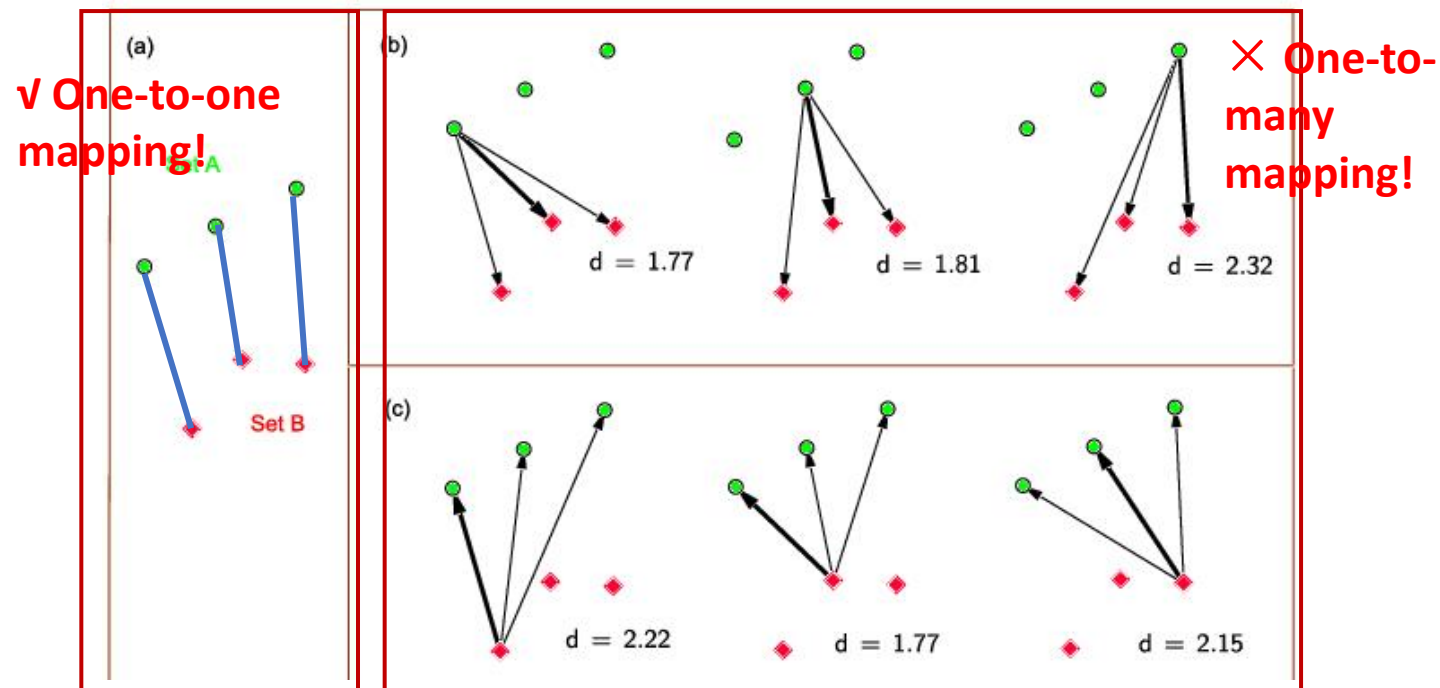 (a)
√ One-to-one
mapping!
Set A
Set B
(b)
× One-to-
many
mapping!
d = 1.77
d = 1.81
d = 2.32
(c)
d = 2.22
d = 1.77
d = 2.15